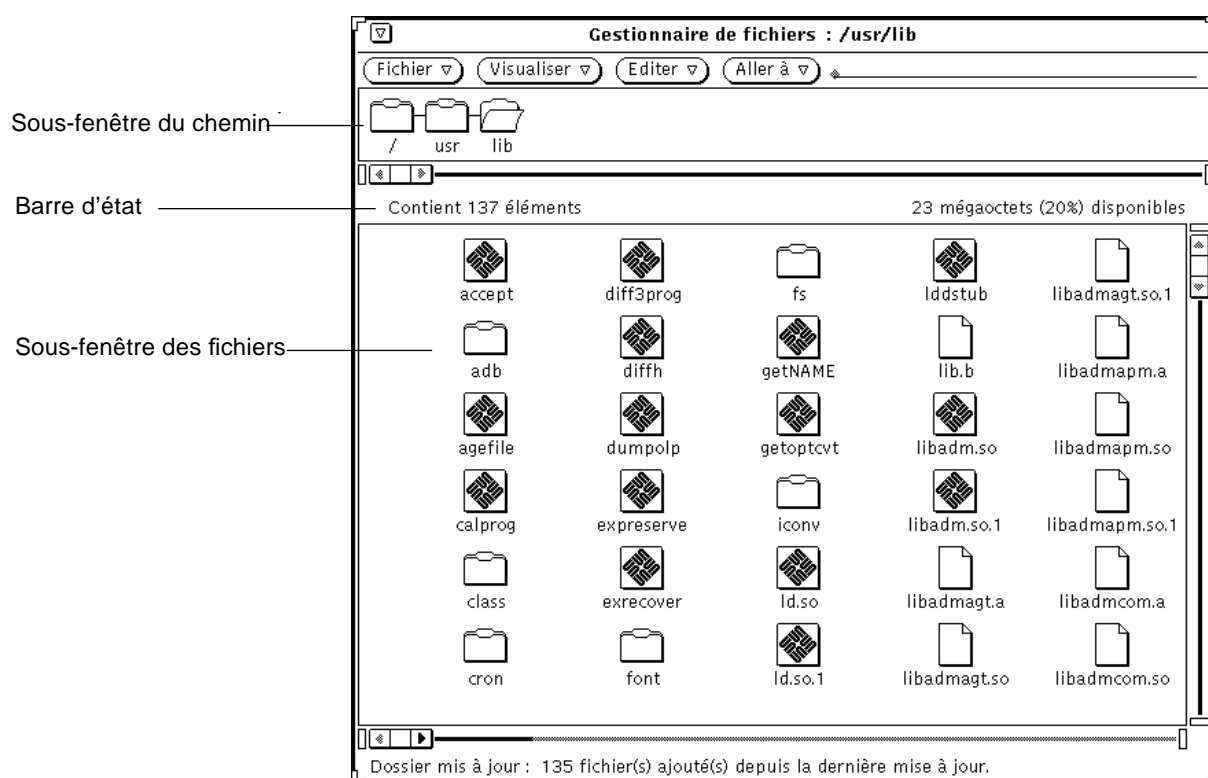 Gestionnaire de fichiers : /usr/lib
Fichier Visualiser Editer Aller à
Sous-fenêtre du chemin
/ usr lib
Barre d'état
Contient 137 éléments 23 mégaoctets (20%) disponibles
accept diff3prog fs lddstub libadmagt.so.1
Sous-fenêtre des fichiers
adb diffh getNAME lib.b libadmapm.a
agefile dumpolp getoptcvt libadm.so libadmapm.so
calprog expreserve iconv libadm.so.1 libadmapm.so.1
class exrecover ld.so libadmagt.a libadmcom.a
cron font ld.so.1 libadmagt.so libadmcom.so
Dossier mis à jour : 135 fichier(s) ajouté(s) depuis la dernière mise à jour.